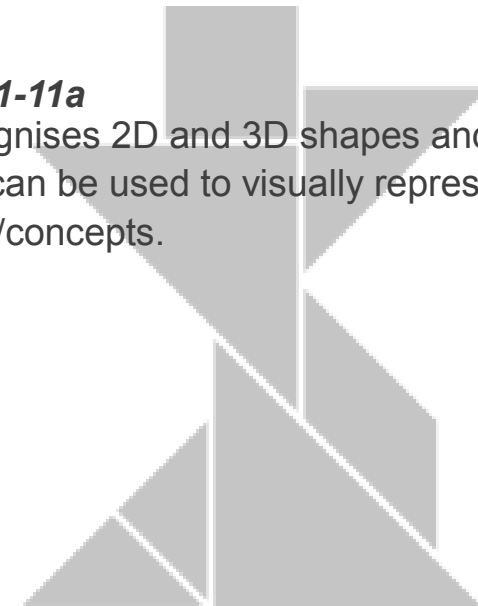 1-11a
gnises 2D and 3D shapes and
can be used to visually repres
/concepts.